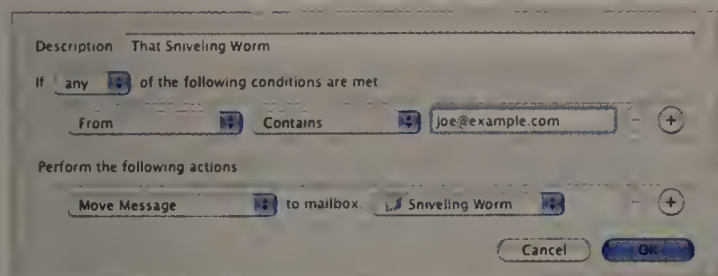 Description That Sniveling Worm
If any of the following conditions are met
From Contains joe@example.com - +
Perform the following actions
Move Message to mailbox: Sniveling Worm - +
Cancel OK